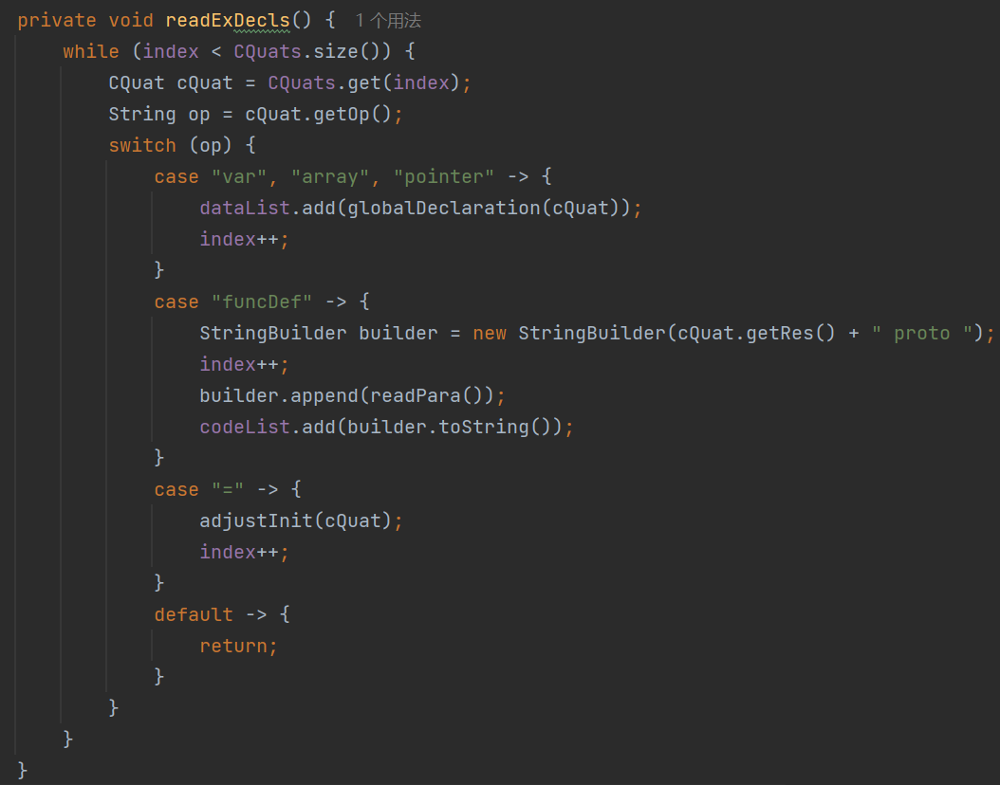 private void readExDecls() {  1 个用法
    while (index < CQuats.size()) {
        CQuat cQuat = CQuats.get(index);
        String op = cQuat.getOp();
        switch (op) {
            case "var", "array", "pointer" -> {
                dataList.add(globalDeclaration(cQuat));
                index++;
            }
            case "funcDef" -> {
                StringBuilder builder = new StringBuilder(cQuat.getRes() + " proto ");
                index++;
                builder.append(readPara());
                codeList.add(builder.toString());
            }
            case "=" -> {
                adjustInit(cQuat);
                index++;
            }
            default -> {
                return;
            }
        }
    }
}